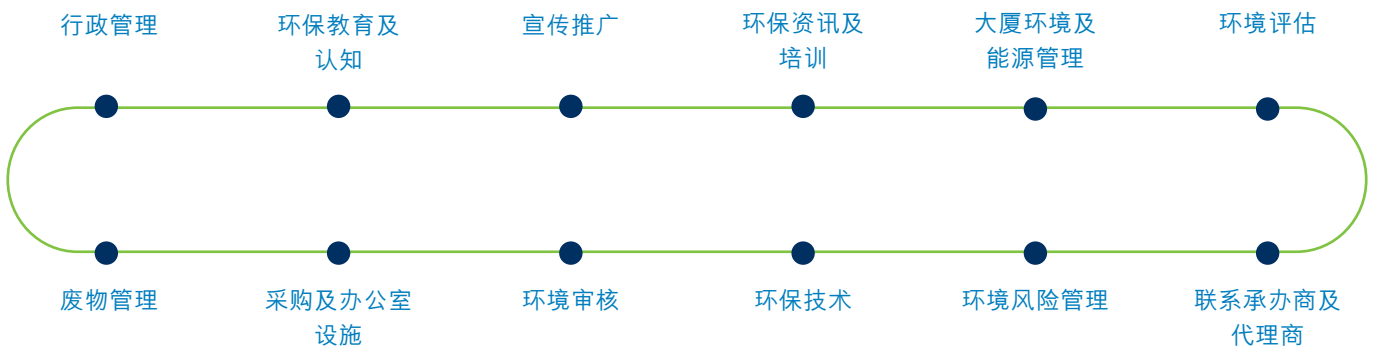 行政管理
环保教育及
认知
宣传推广
环保资讯及
培训
大厦环境及
能源管理
环境评估
废物管理
采购及办公室
设施
环境审核
环保技术
环境风险管理
联系承办商及
代理商